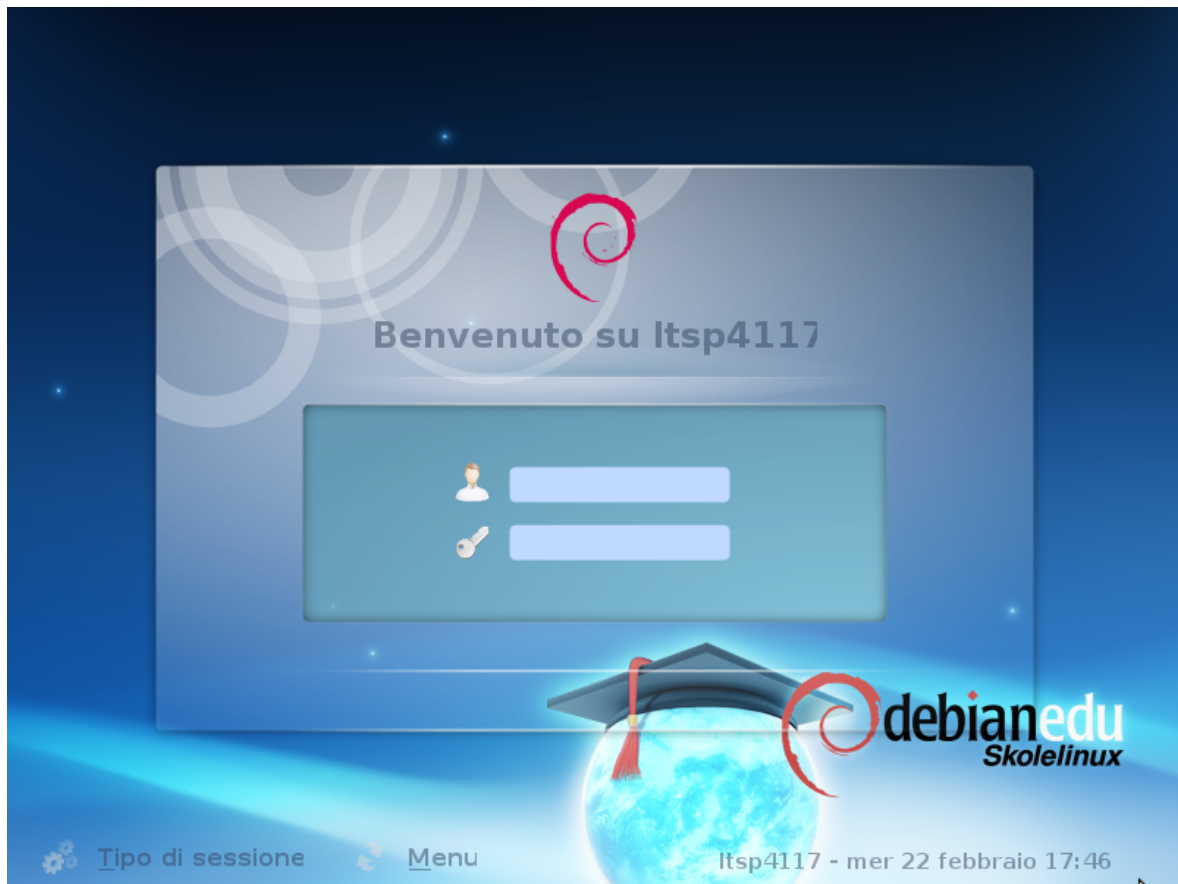 Benvenuto su ltsp4117
debianedu
Skolelinux
Tipo di sessione
Menu
ltsp4117 - mer 22 febbraio 17:46